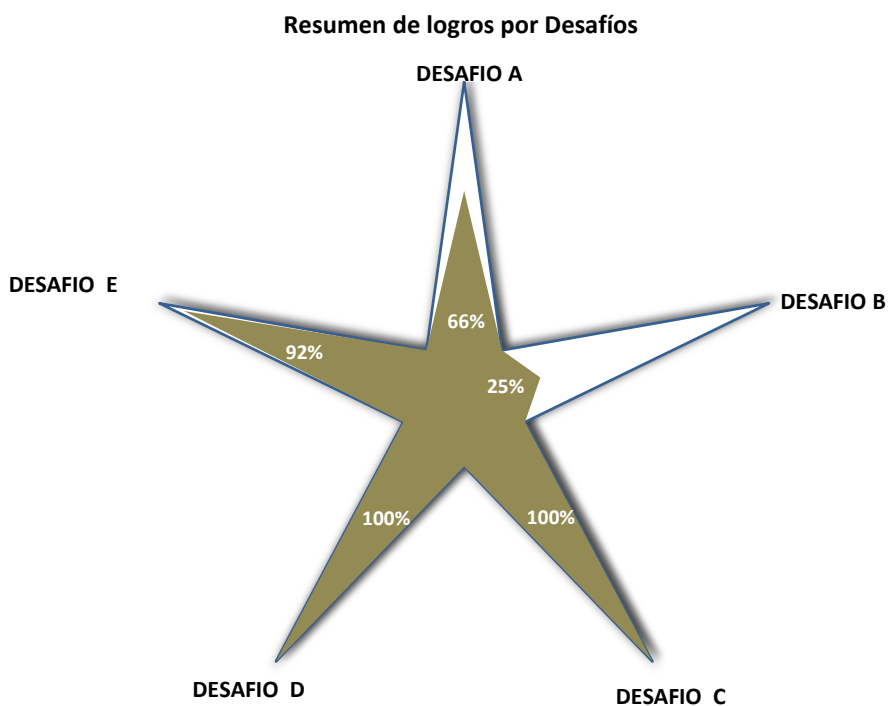 Resumen de logros por Desafíos
DESAFIO A
DESAFIO  E
DESAFIO B
66%
92%
25%
100%
100%
DESAFIO  D
DESAFIO  C